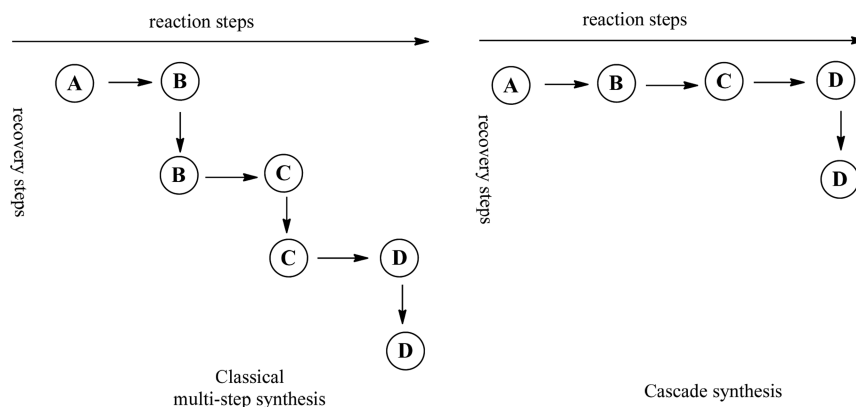 reaction steps
A B
recovery steps
B C
C D
D
Classical
multi-step synthesis
reaction steps
A B C D
recovery steps
D
Cascade synthesis